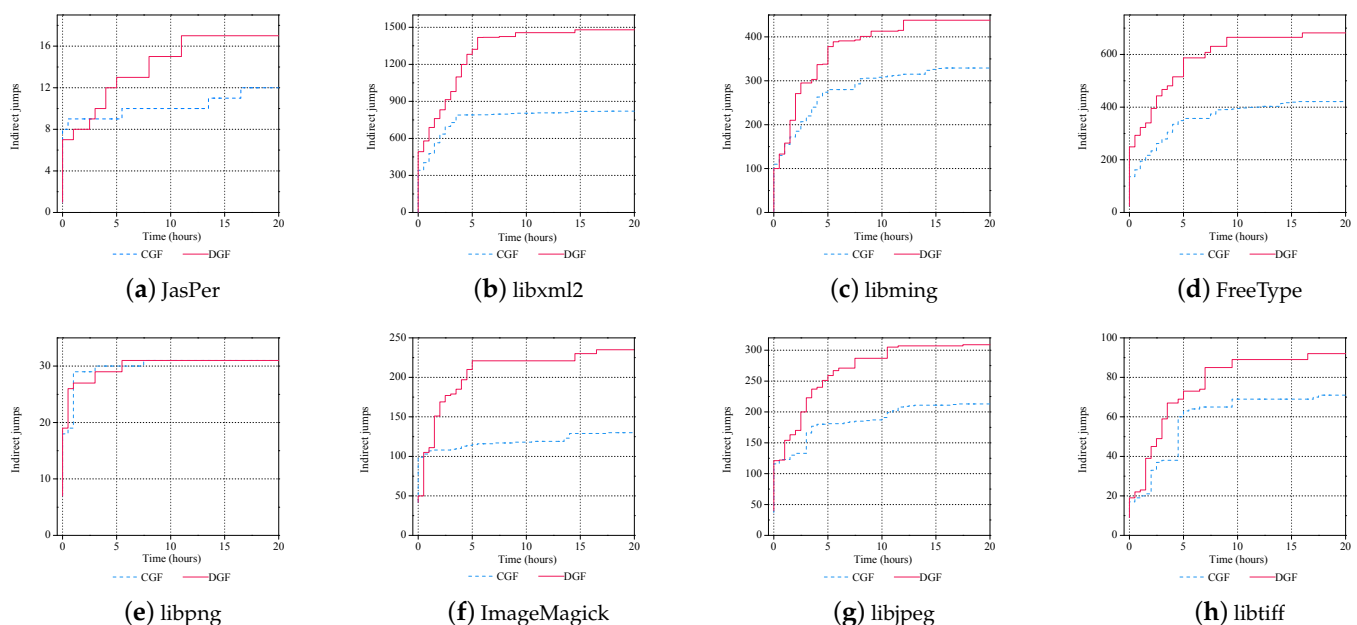 16
12
8
4
0
Indirect jumps
0 5 10 15 20
Time (hours)
CGF DGF
(a) JasPer
1500
1200
900
600
300
0
Indirect jumps
0 5 10 15 20
Time (hours)
CGF DGF
(b) libxml2
400
300
200
100
0
Indirect jumps
0 5 10 15 20
Time (hours)
CGF DGF
(c) libming
600
400
200
0
Indirect jumps
0 5 10 15 20
Time (hours)
CGF DGF
(d) FreeType
30
20
10
0
Indirect jumps
0 5 10 15 20
Time (hours)
CGF DGF
(e) libpng
250
200
150
100
50
0
Indirect jumps
0 5 10 15 20
Time (hours)
CGF DGF
(f) ImageMagick
300
250
200
150
100
50
0
Indirect jumps
0 5 10 15 20
Time (hours)
CGF DGF
(g) libjpeg
100
80
60
40
20
0
Indirect jumps
0 5 10 15 20
Time (hours)
CGF DGF
(h) libtiff